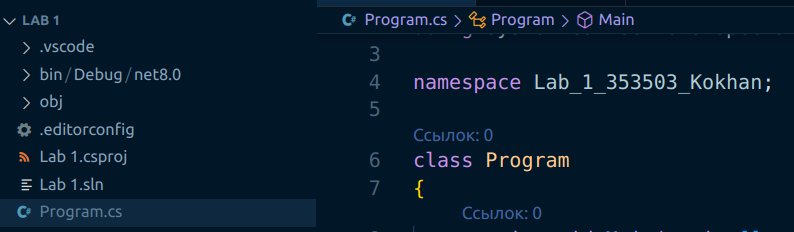 LAB 1
.vscode
bin/Debug/net8.0
obj
.editorconfig
Lab 1.csproj
Lab 1.sln
Program.cs
Program.cs > Program > Main
3
4 namespace Lab_1_353503_Kokhan;
5
Ссылок: 0
6 class Program
7 {
Ссылок: 0